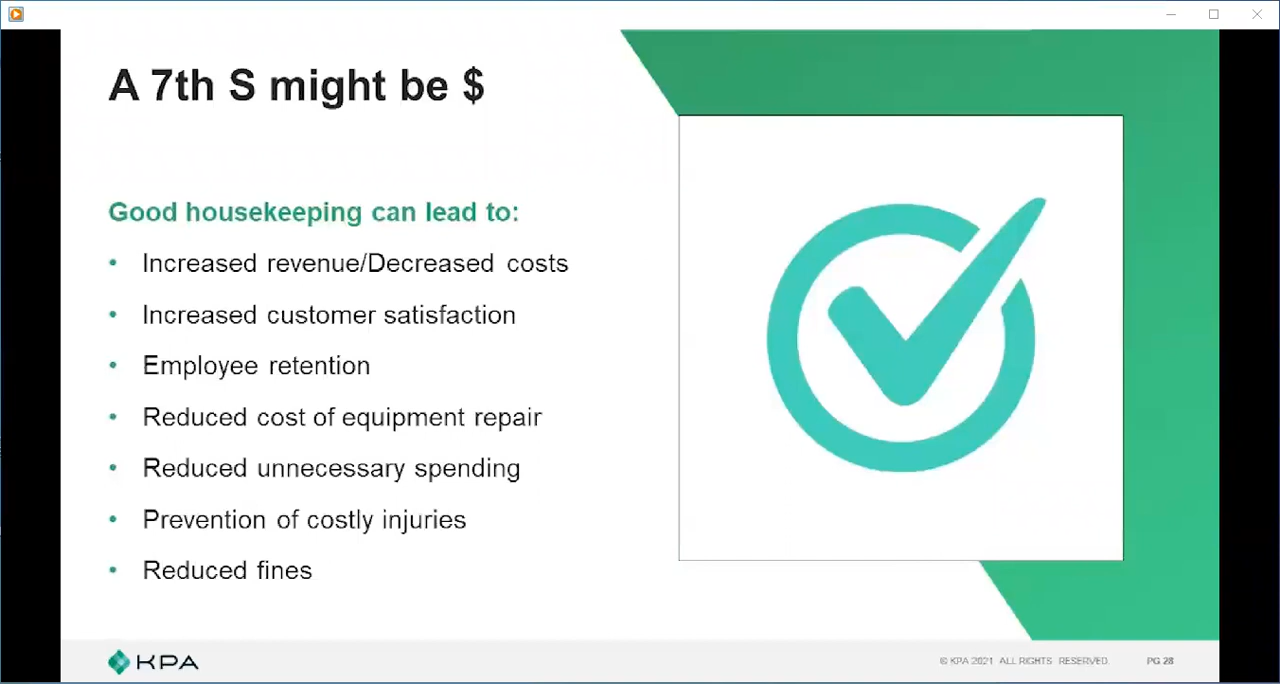 A 7th S might be $
Good housekeeping can lead to:
• Increased revenue/Decreased costs
• Increased customer satisfaction
• Employee retention
• Reduced cost of equipment repair
• Reduced unnecessary spending
• Prevention of costly injuries
• Reduced fines
KPA
© KPA 2021 ALL RIGHTS RESERVED. PG 28